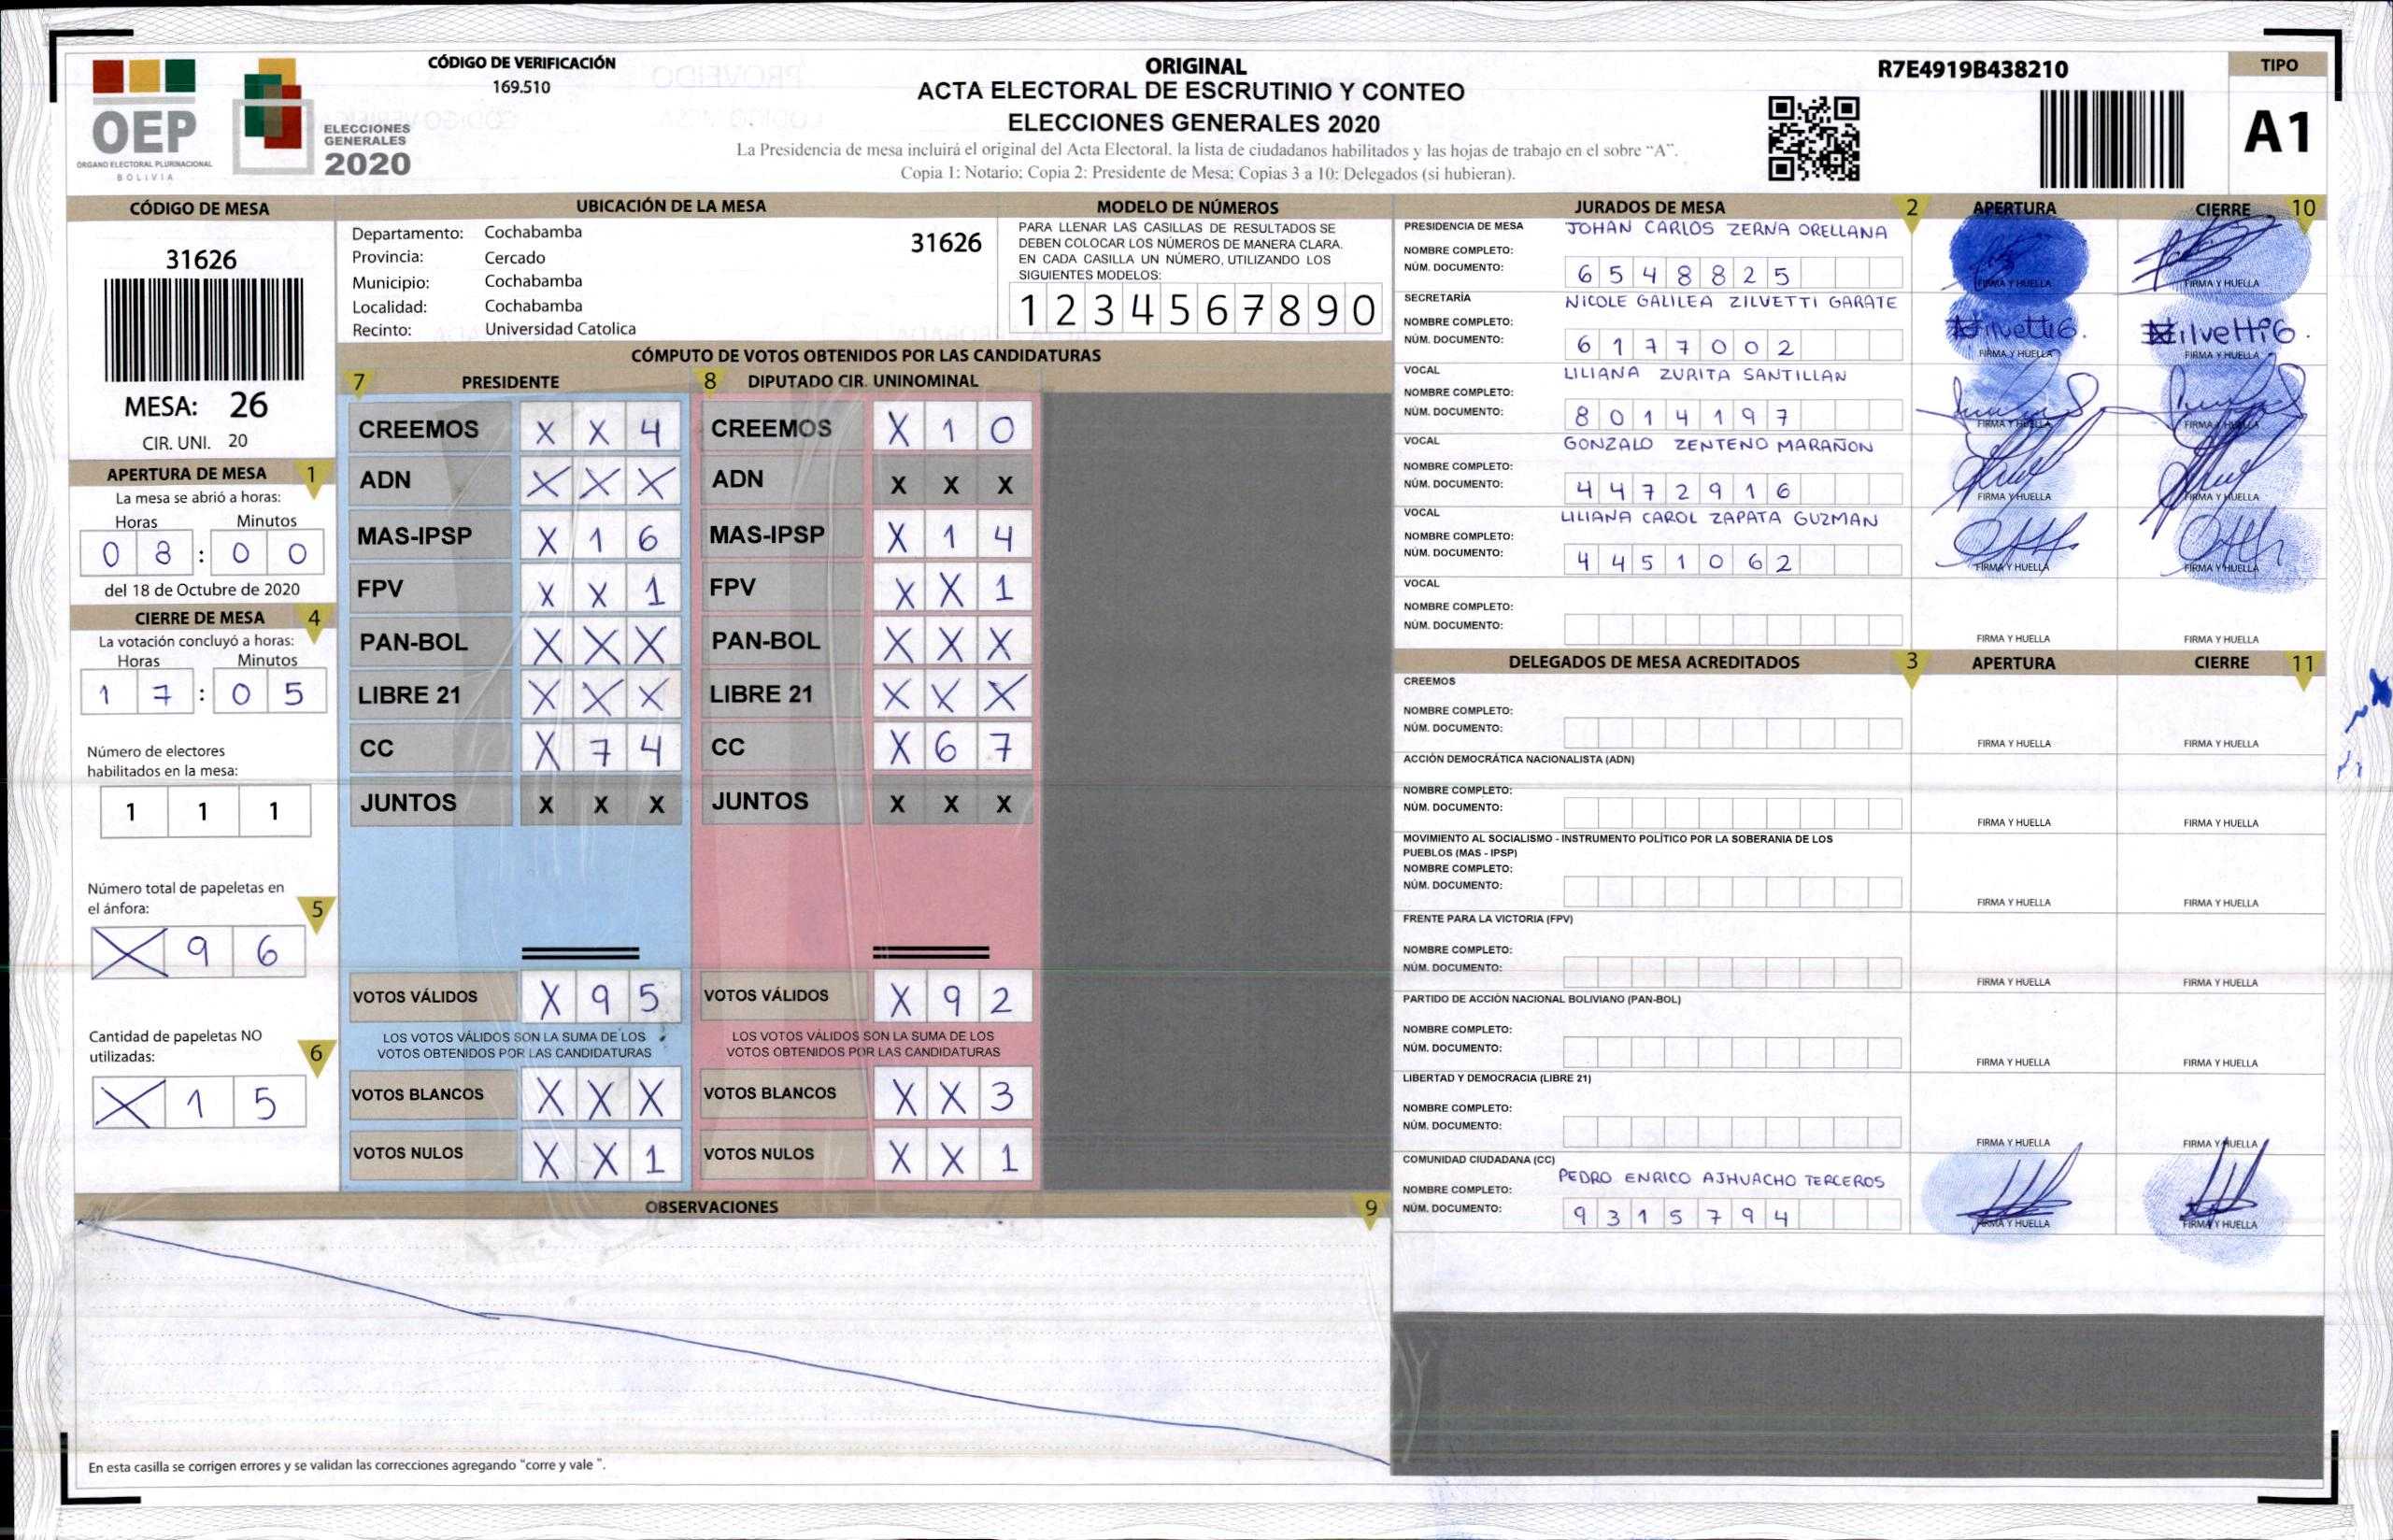 OEP
ÓRGANO ELECTORAL PLURINACIONAL
BOLIVIA
ELECCIONES
GENERALES
2020
CÓDIGO DE VERIFICACIÓN
169.510
ORIGINAL
ACTA ELECTORAL DE ESCRUTINIO Y CONTEO
ELECCIONES GENERALES 2020
La Presidencia de mesa incluirá el original del Acta Electoral, la lista de ciudadanos habilitados y las hojas de trabajo en el sobre “A”.
Copia 1: Notario; Copia 2: Presidente de Mesa; Copias 3 a 10: Delegados (si hubieran).
R7E4919B438210
TIPO
A1
CÓDIGO DE MESA
31626
MESA: 26
CIR. UNI. 20
APERTURA DE MESA 1
La mesa se abrió a horas:
Horas Minutos
0 8 : 0 0
del 18 de Octubre de 2020
CIERRE DE MESA 4
La votación concluyó a horas:
Horas Minutos
1 7 : 0 5
Número de electores
habilitados en la mesa:
1 1 1
Número total de papeletas en
el ánfora: 5
X 9 6
Cantidad de papeletas NO
utilizadas: 6
X 1 5
UBICACIÓN DE LA MESA
Departamento: Cochabamba 31626
Provincia: Cercado
Municipio: Cochabamba
Localidad: Cochabamba
Recinto: Universidad Catolica
MODELO DE NÚMEROS
PARA LLENAR LAS CASILLAS DE RESULTADOS SE
DEBEN COLOCAR LOS NÚMEROS DE MANERA CLARA.
EN CADA CASILLA UN NÚMERO, UTILIZANDO LOS
SIGUIENTES MODELOS:
1 2 3 4 5 6 7 8 9 0
CÓMPUTO DE VOTOS OBTENIDOS POR LAS CANDIDATURAS
7 PRESIDENTE 8 DIPUTADO CIR. UNINOMINAL
CREEMOS X X 4 CREEMOS X 1 0
ADN X X X ADN X X X
MAS-IPSP X 1 6 MAS-IPSP X 1 4
FPV X X 1 FPV X X 1
PAN-BOL X X X PAN-BOL X X X
LIBRE 21 X X X LIBRE 21 X X X
CC X 7 4 CC X 6 7
JUNTOS X X X JUNTOS X X X
VOTOS VÁLIDOS X 9 5 VOTOS VÁLIDOS X 9 2
LOS VOTOS VÁLIDOS SON LA SUMA DE LOS LOS VOTOS VÁLIDOS SON LA SUMA DE LOS
VOTOS OBTENIDOS POR LAS CANDIDATURAS VOTOS OBTENIDOS POR LAS CANDIDATURAS
VOTOS BLANCOS X X X VOTOS BLANCOS X X 3
VOTOS NULOS X X 1 VOTOS NULOS X X 1
OBSERVACIONES 9
En esta casilla se corrigen errores y se validan las correcciones agregando "corre y vale ".
JURADOS DE MESA 2 APERTURA CIERRE 10
PRESIDENCIA DE MESA JOHAN CARLOS ZERNA ORELLANA
NOMBRE COMPLETO:
NÚM. DOCUMENTO: 6 5 4 8 8 2 5 FIRMA Y HUELLA FIRMA Y HUELLA
SECRETARÍA NICOLE GALILEA ZILVETTI GARATE
NOMBRE COMPLETO: ZilvettiG. ZilvettiG.
NÚM. DOCUMENTO: 6 1 7 7 0 0 2 FIRMA Y HUELLA FIRMA Y HUELLA
VOCAL LILIANA ZURITA SANTILLAN
NOMBRE COMPLETO:
NÚM. DOCUMENTO: 8 0 1 4 1 9 7 FIRMA Y HUELLA FIRMA Y HUELLA
VOCAL GONZALO ZENTENO MARAÑON
NOMBRE COMPLETO:
NÚM. DOCUMENTO: 4 4 7 2 9 1 6 FIRMA Y HUELLA FIRMA Y HUELLA
VOCAL LILIANA CAROL ZAPATA GUZMAN
NOMBRE COMPLETO:
NÚM. DOCUMENTO: 4 4 5 1 0 6 2 FIRMA Y HUELLA FIRMA Y HUELLA
VOCAL
NOMBRE COMPLETO:
NÚM. DOCUMENTO: FIRMA Y HUELLA FIRMA Y HUELLA
DELEGADOS DE MESA ACREDITADOS 3 APERTURA CIERRE 11
CREEMOS
NOMBRE COMPLETO:
NÚM. DOCUMENTO: FIRMA Y HUELLA FIRMA Y HUELLA
ACCIÓN DEMOCRÁTICA NACIONALISTA (ADN)
NOMBRE COMPLETO:
NÚM. DOCUMENTO: FIRMA Y HUELLA FIRMA Y HUELLA
MOVIMIENTO AL SOCIALISMO - INSTRUMENTO POLÍTICO POR LA SOBERANIA DE LOS
PUEBLOS (MAS - IPSP)
NOMBRE COMPLETO:
NÚM. DOCUMENTO: FIRMA Y HUELLA FIRMA Y HUELLA
FRENTE PARA LA VICTORIA (FPV)
NOMBRE COMPLETO:
NÚM. DOCUMENTO: FIRMA Y HUELLA FIRMA Y HUELLA
PARTIDO DE ACCIÓN NACIONAL BOLIVIANO (PAN-BOL)
NOMBRE COMPLETO:
NÚM. DOCUMENTO: FIRMA Y HUELLA FIRMA Y HUELLA
LIBERTAD Y DEMOCRACIA (LIBRE 21)
NOMBRE COMPLETO:
NÚM. DOCUMENTO: FIRMA Y HUELLA FIRMA Y HUELLA
COMUNIDAD CIUDADANA (CC) PEDRO ENRICO AJHUACHO TERCEROS
NOMBRE COMPLETO:
NÚM. DOCUMENTO: 9 3 1 5 7 9 4 FIRMA Y HUELLA FIRMA Y HUELLA